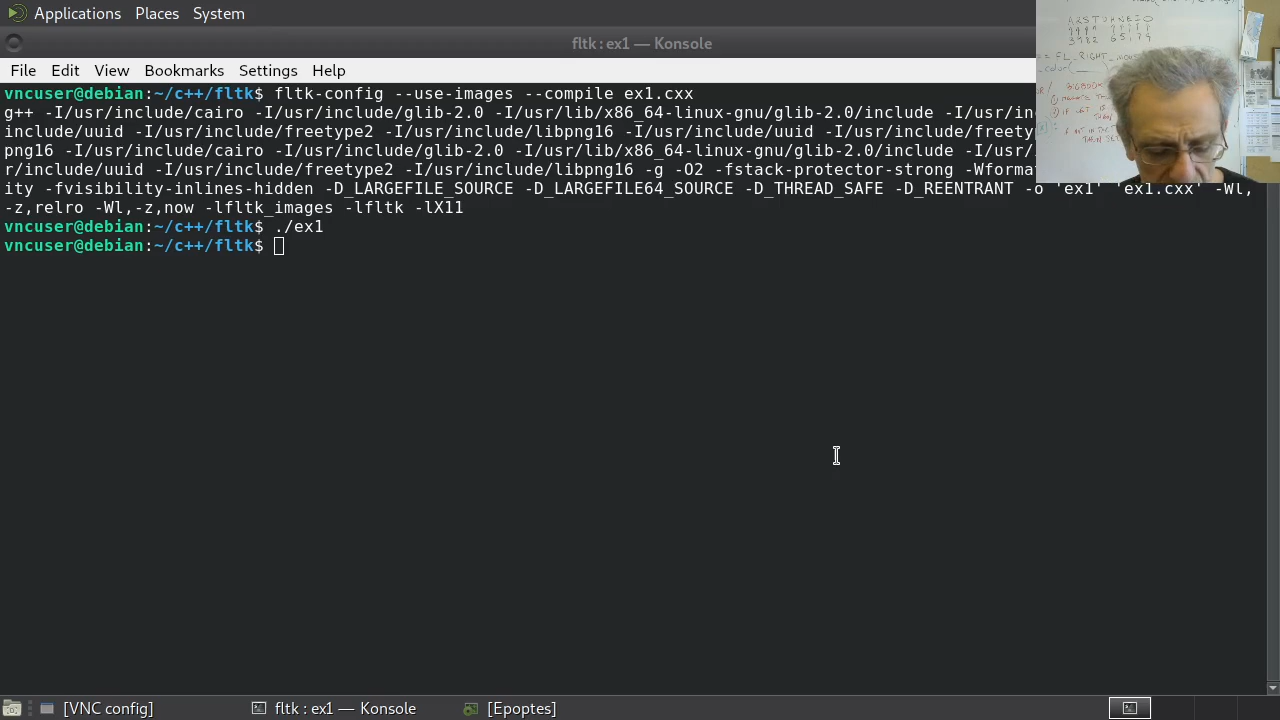 Applications Places System
fltk : ex1 — Konsole
File Edit View Bookmarks Settings Help
vncuser@debian:~/c++/fltk$ fltk-config --use-images --compile ex1.cxx
g++ -I/usr/include/cairo -I/usr/include/glib-2.0 -I/usr/lib/x86_64-linux-gnu/glib-2.0/include -I/usr/in
include/uuid -I/usr/include/freetype2 -I/usr/include/libpng16 -I/usr/include/uuid -I/usr/include/freety
png16 -I/usr/include/cairo -I/usr/include/glib-2.0 -I/usr/lib/x86_64-linux-gnu/glib-2.0/include -I/usr/
r/include/uuid -I/usr/include/freetype2 -I/usr/include/libpng16 -g -O2 -fstack-protector-strong -Wforma
ity -fvisibility-inlines-hidden -D_LARGEFILE_SOURCE -D_LARGEFILE64_SOURCE -D_THREAD_SAFE -D_REENTRANT -o 'ex1' 'ex1.cxx' -Wl,
-z,relro -Wl,-z,now -lfltk_images -lfltk -lX11
vncuser@debian:~/c++/fltk$ ./ex1
vncuser@debian:~/c++/fltk$
[VNC config] fltk : ex1 — Konsole [Epoptes]